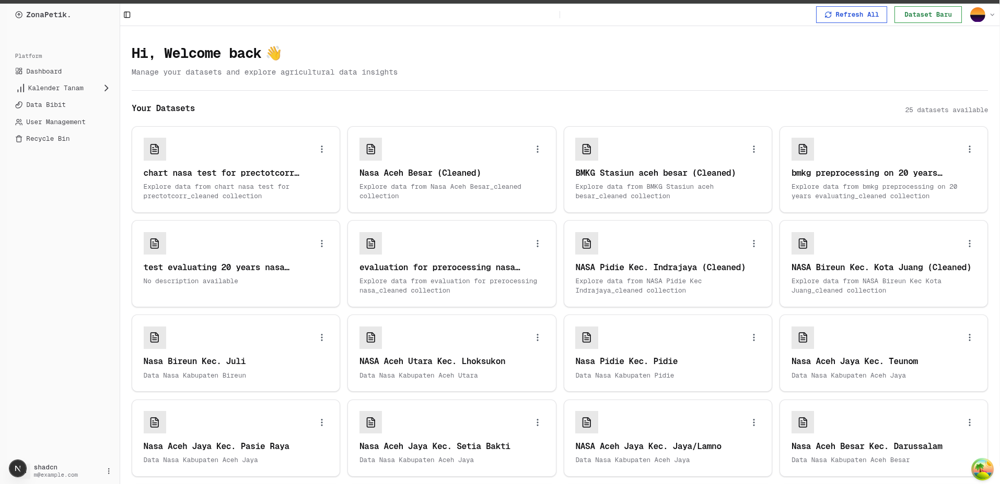 ZonaPetik.
Refresh All
Dataset Baru
Platform
Dashboard
Kalender Tanam
Data Bibit
User Management
Recycle Bin
Hi, Welcome back 👋
Manage your datasets and explore agricultural data insights
Your Datasets
25 datasets available
chart nasa test for prectotcorr…
Explore data from chart nasa test for
prectotcorr_cleaned collection
Nasa Aceh Besar (Cleaned)
Explore data from Nasa Aceh Besar_cleaned
collection
BMKG Stasiun aceh besar (Cleaned)
Explore data from BMKG Stasiun aceh
besar_cleaned collection
bmkg preprocessing on 20 years…
Explore data from bmkg preprocessing on 20
years evaluating_cleaned collection
test evaluating 20 years nasa…
No description available
evaluation for prerocessing nasa…
Explore data from evaluation for prerocessing
nasa_cleaned collection
NASA Pidie Kec. Indrajaya (Cleaned)
Explore data from NASA Pidie Kec
Indrajaya_cleaned collection
NASA Bireun Kec. Kota Juang (Cleaned)
Explore data from NASA Bireun Kec Kota
Juang_cleaned collection
Nasa Bireun Kec. Juli
Data Nasa Kabupaten Bireun
NASA Aceh Utara Kec. Lhoksukon
Data Nasa Kabupaten Aceh Utara
Nasa Pidie Kec. Pidie
Data Nasa Kabupaten Pidie
Nasa Aceh Jaya Kec. Teunom
Data Nasa Kabupaten Aceh Jaya
Nasa Aceh Jaya Kec. Pasie Raya
Data Nasa Kabupaten Aceh Jaya
Nasa Aceh Jaya Kec. Setia Bakti
Data Nasa Kabupaten Aceh Jaya
NASA Aceh Jaya Kec. Jaya/Lamno
Data Nasa Kabupaten Aceh Jaya
Nasa Aceh Besar Kec. Darussalam
Data Nasa Kabupaten Aceh Besar
N
shadcn
m@example.com